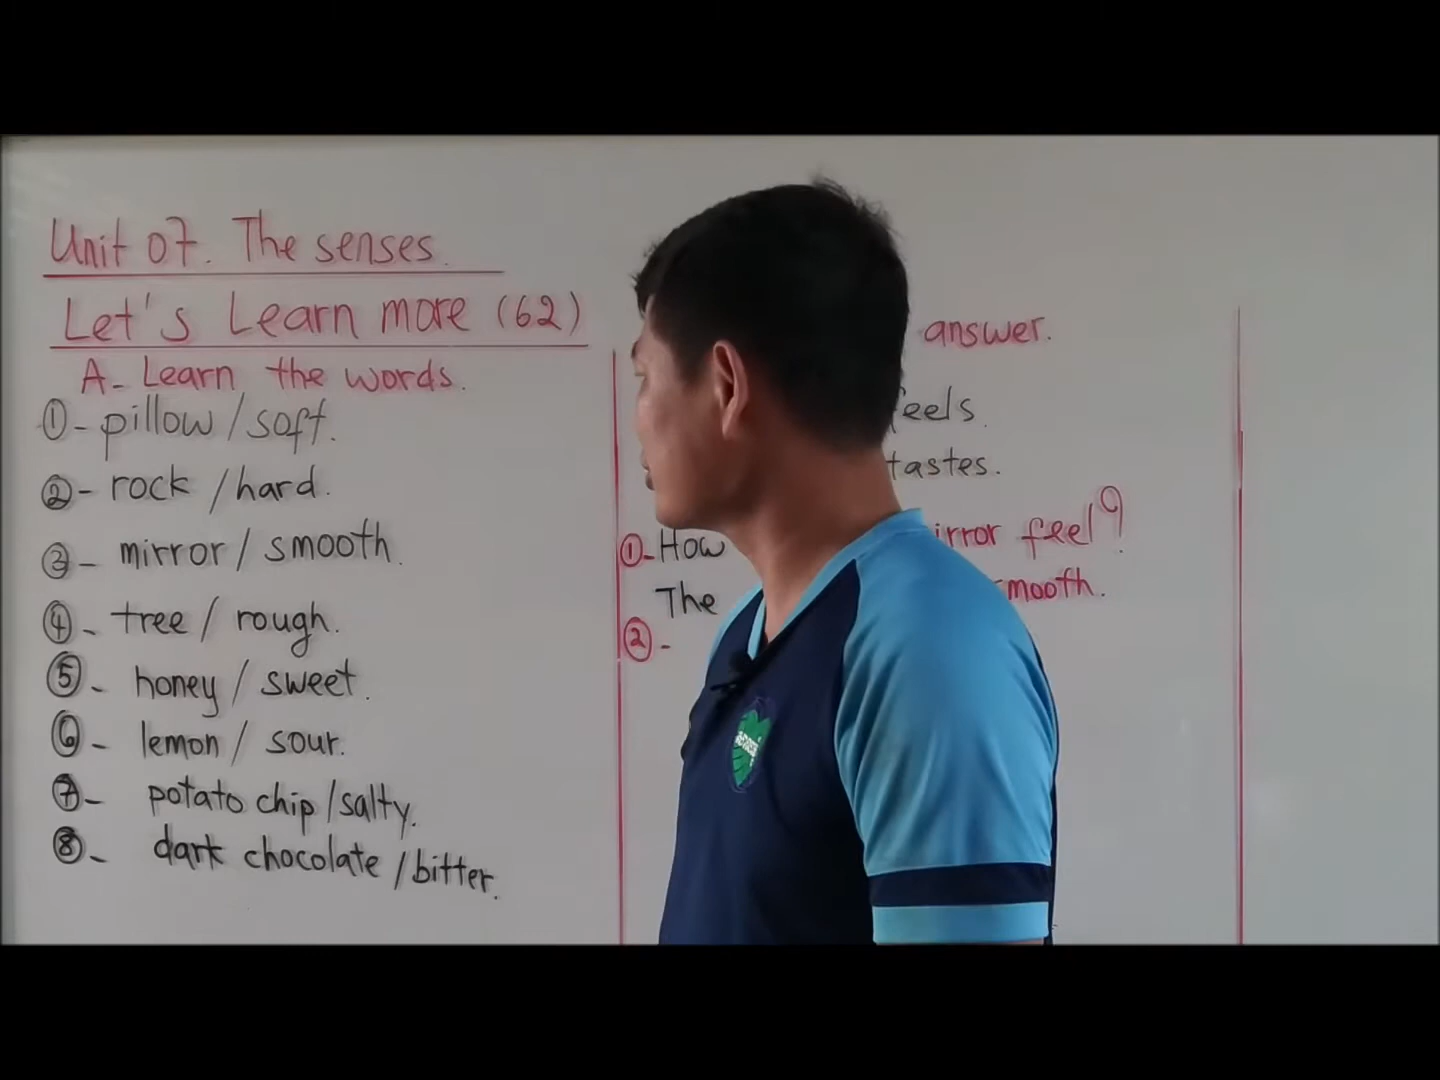 Unit 07. The senses.
Let's Learn more (62)
A- Learn the words.
①- pillow / soft.
②- rock / hard.
③- mirror / smooth.
④- tree / rough.
⑤- honey / sweet.
⑥- lemon / sour.
⑦- potato chip / salty.
⑧- dark chocolate / bitter.
answer.
feels.
tastes.
①- How irror feel?
The mooth.
②-